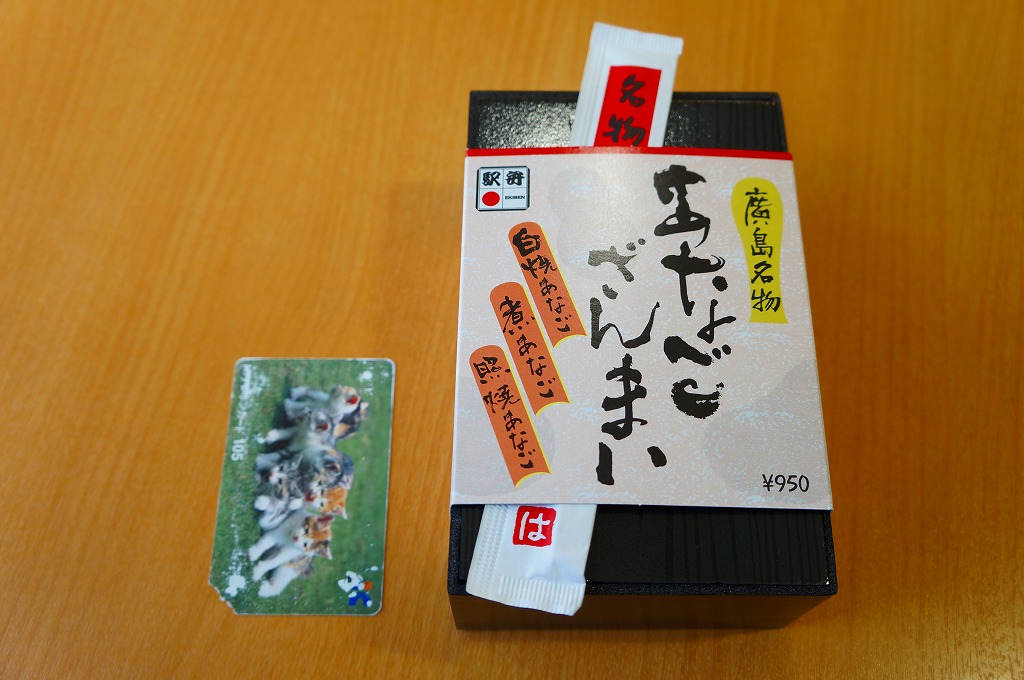 名物
駅弁
EKIBEN
廣島名物
あなご
ざんまい
白焼あなご
煮あなご
照焼あなご
¥950
は
105